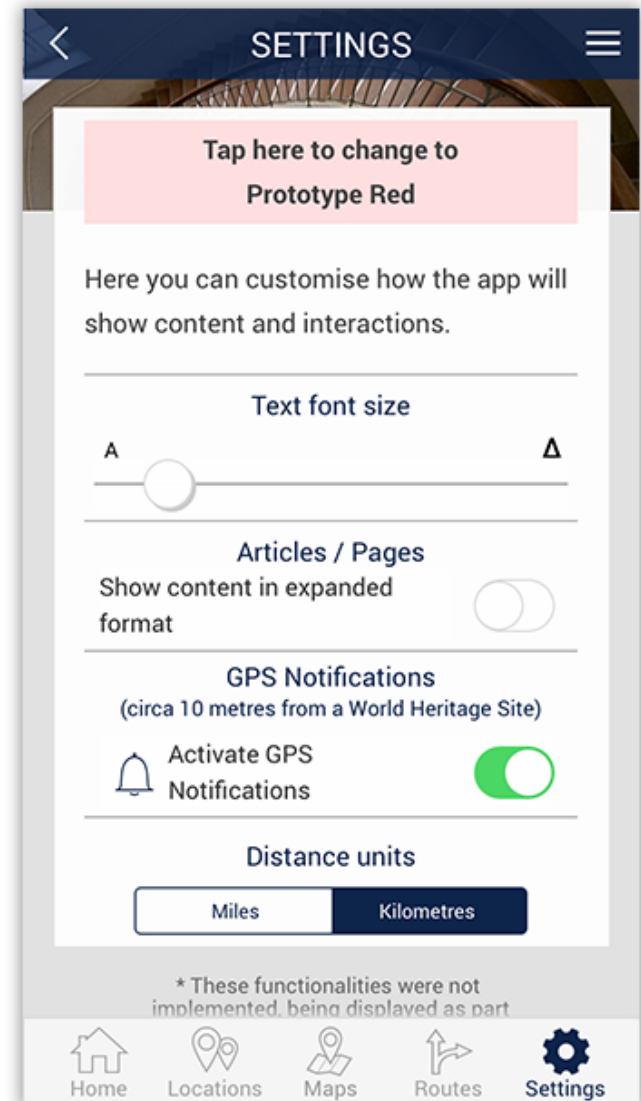 SETTINGS
Tap here to change to
Prototype Red
Here you can customise how the app will
show content and interactions.
Text font size
A Δ
Articles / Pages
Show content in expanded
format
GPS Notifications
(circa 10 metres from a World Heritage Site)
Activate GPS
Notifications
Distance units
Miles Kilometres
* These functionalities were not
implemented, being displayed as part
Home Locations Maps Routes Settings